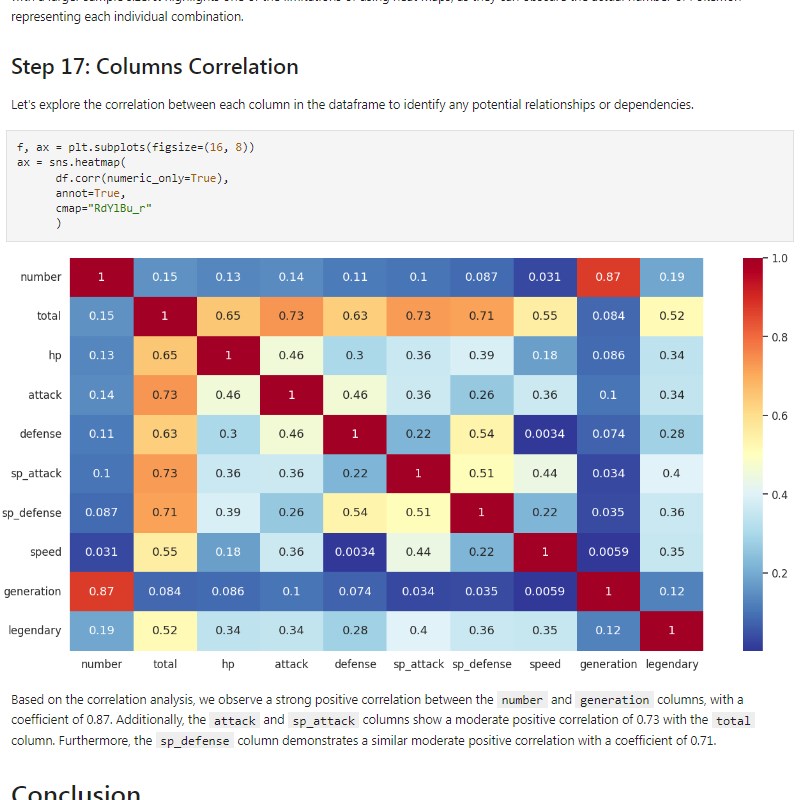 representing each individual combination.
Step 17: Columns Correlation
Let's explore the correlation between each column in the dataframe to identify any potential relationships or dependencies.
f, ax = plt.subplots(figsize=(16, 8))
ax = sns.heatmap(
df.corr(numeric_only=True),
annot=True,
cmap="RdYlBu_r"
)
number 1 0.15 0.13 0.14 0.11 0.1 0.087 0.031 0.87 0.19
total 0.15 1 0.65 0.73 0.63 0.73 0.71 0.55 0.084 0.52
hp 0.13 0.65 1 0.46 0.3 0.36 0.39 0.18 0.086 0.34
attack 0.14 0.73 0.46 1 0.46 0.36 0.26 0.36 0.1 0.34
defense 0.11 0.63 0.3 0.46 1 0.22 0.54 0.0034 0.074 0.28
sp_attack 0.1 0.73 0.36 0.36 0.22 1 0.51 0.44 0.034 0.4
sp_defense 0.087 0.71 0.39 0.26 0.54 0.51 1 0.22 0.035 0.36
speed 0.031 0.55 0.18 0.36 0.0034 0.44 0.22 1 0.0059 0.35
generation 0.87 0.084 0.086 0.1 0.074 0.034 0.035 0.0059 1 0.12
legendary 0.19 0.52 0.34 0.34 0.28 0.4 0.36 0.35 0.12 1
number total hp attack defense sp_attack sp_defense speed generation legendary
1.0
0.8
0.6
0.4
0.2
Based on the correlation analysis, we observe a strong positive correlation between the number and generation columns, with a
coefficient of 0.87. Additionally, the attack and sp_attack columns show a moderate positive correlation of 0.73 with the total
column. Furthermore, the sp_defense column demonstrates a similar moderate positive correlation with a coefficient of 0.71.
Conclusion